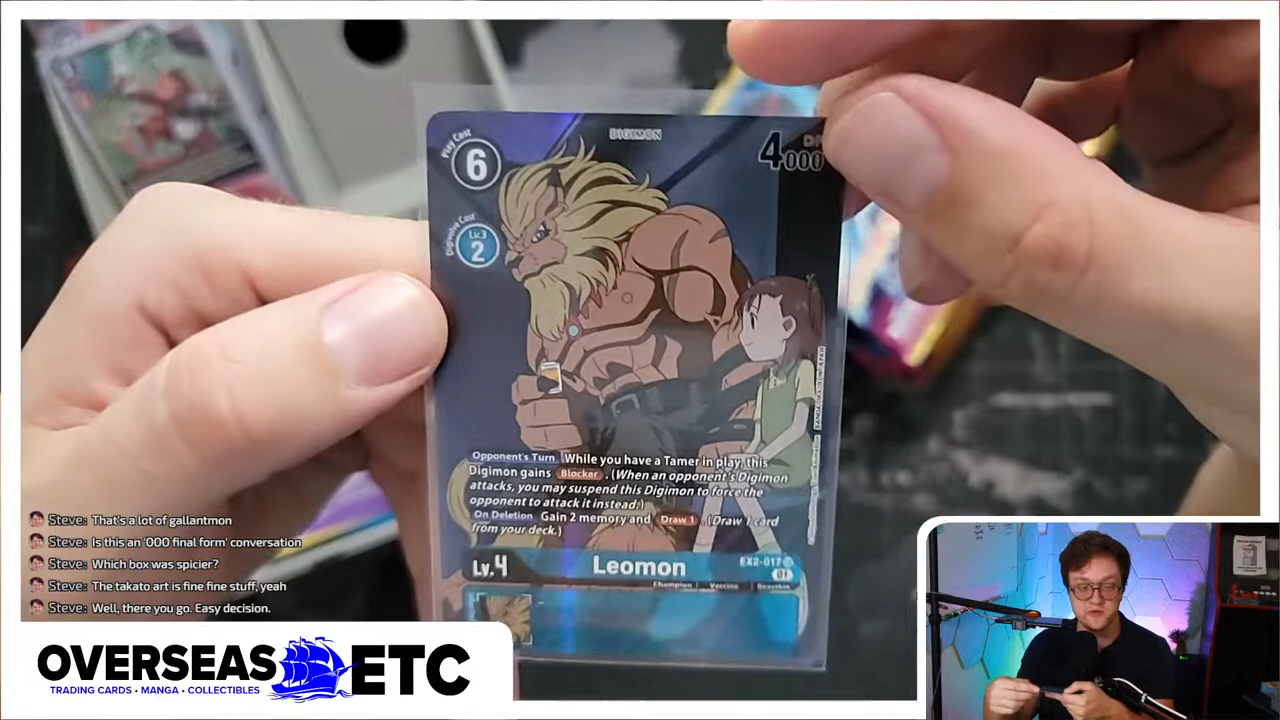 DIGIMON
Play Cost
6
4000
Digivolve Cost
Lv.3
2
Opponent's Turn While you have a Tamer in play, this
Digimon gains Blocker. (When an opponent's Digimon
attacks, you may suspend this Digimon to force the
opponent to attack it instead.)
On Deletion Gain 2 memory and Draw 1. (Draw 1 card
from your deck.)
Lv.4
Leomon
EX2-017
01
Champion Vaccine Beastkin
Steve: That's a lot of gallantmon
Steve: Is this an '000 final form' conversation
Steve: Which box was spicier?
Steve: The takato art is fine fine stuff, yeah
Steve: Well, there you go. Easy decision.
OVERSEAS ETC
TRADING CARDS • MANGA • COLLECTIBLES